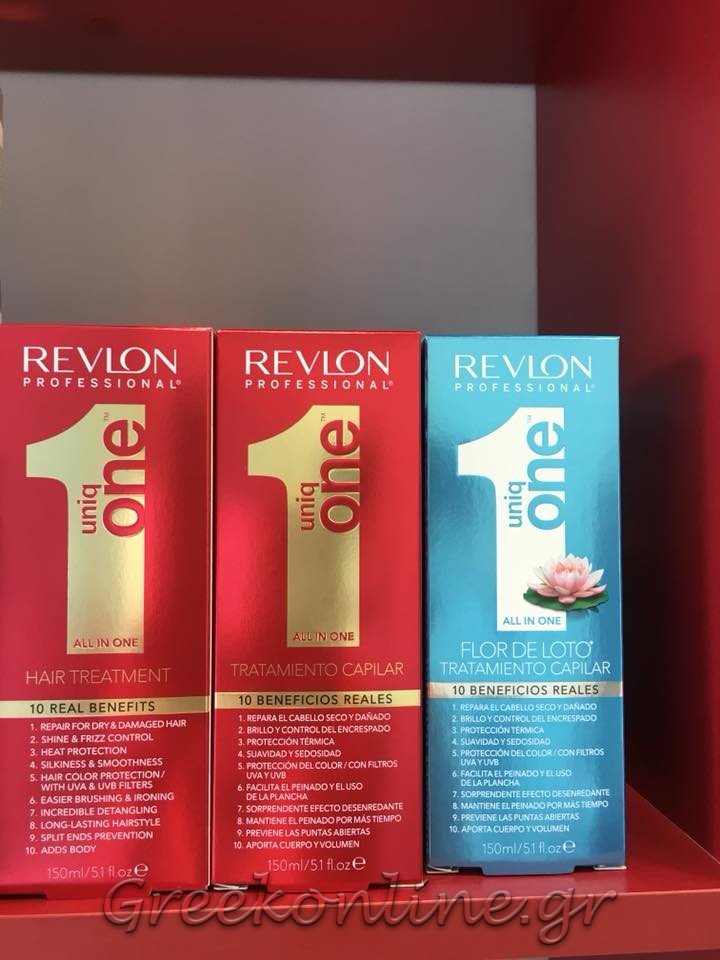 REVLON
PROFESSIONAL®
1
uniq
one™
ALL IN ONE
HAIR TREATMENT
10 REAL BENEFITS
1. REPAIR FOR DRY & DAMAGED HAIR
2. SHINE & FRIZZ CONTROL
3. HEAT PROTECTION
4. SILKINESS & SMOOTHNESS
5. HAIR COLOR PROTECTION /
WITH UVA & UVB FILTERS
6. EASIER BRUSHING & IRONING
7. INCREDIBLE DETANGLING
8. LONG-LASTING HAIRSTYLE
9. SPLIT ENDS PREVENTION
10. ADDS BODY
150ml/5.1 fl.oz℮
REVLON
PROFESSIONAL®
1
uniq
one™
ALL IN ONE
TRATAMIENTO CAPILAR
10 BENEFICIOS REALES
1. REPARA EL CABELLO SECO Y DAÑADO
2. BRILLO Y CONTROL DEL ENCRESPADO
3. PROTECCIÓN TÉRMICA
4. SUAVIDAD Y SEDOSIDAD
5. PROTECCIÓN DEL COLOR / CON FILTROS
UVA Y UVB
6. FACILITA EL PEINADO Y EL USO
DE LA PLANCHA
7. SORPRENDENTE EFECTO DESENREDANTE
8. MANTIENE EL PEINADO POR MÁS TIEMPO
9. PREVIENE LAS PUNTAS ABIERTAS
10. APORTA CUERPO Y VOLUMEN
150ml/5.1 fl.oz℮
REVLON
PROFESSIONAL®
1
uniq
one™
ALL IN ONE
FLOR DE LOTO*
TRATAMIENTO CAPILAR
10 BENEFICIOS REALES
1. REPARA EL CABELLO SECO Y DAÑADO
2. BRILLO Y CONTROL DEL ENCRESPADO
3. PROTECCIÓN TÉRMICA
4. SUAVIDAD Y SEDOSIDAD
5. PROTECCIÓN DEL COLOR / CON FILTROS
UVA Y UVB
6. FACILITA EL PEINADO Y EL USO
DE LA PLANCHA
7. SORPRENDENTE EFECTO DESENREDANTE
8. MANTIENE EL PEINADO POR MÁS TIEMPO
9. PREVIENE LAS PUNTAS ABIERTAS
10. APORTA CUERPO Y VOLUMEN
150ml/5.1 fl.oz℮
Greekonline.gr